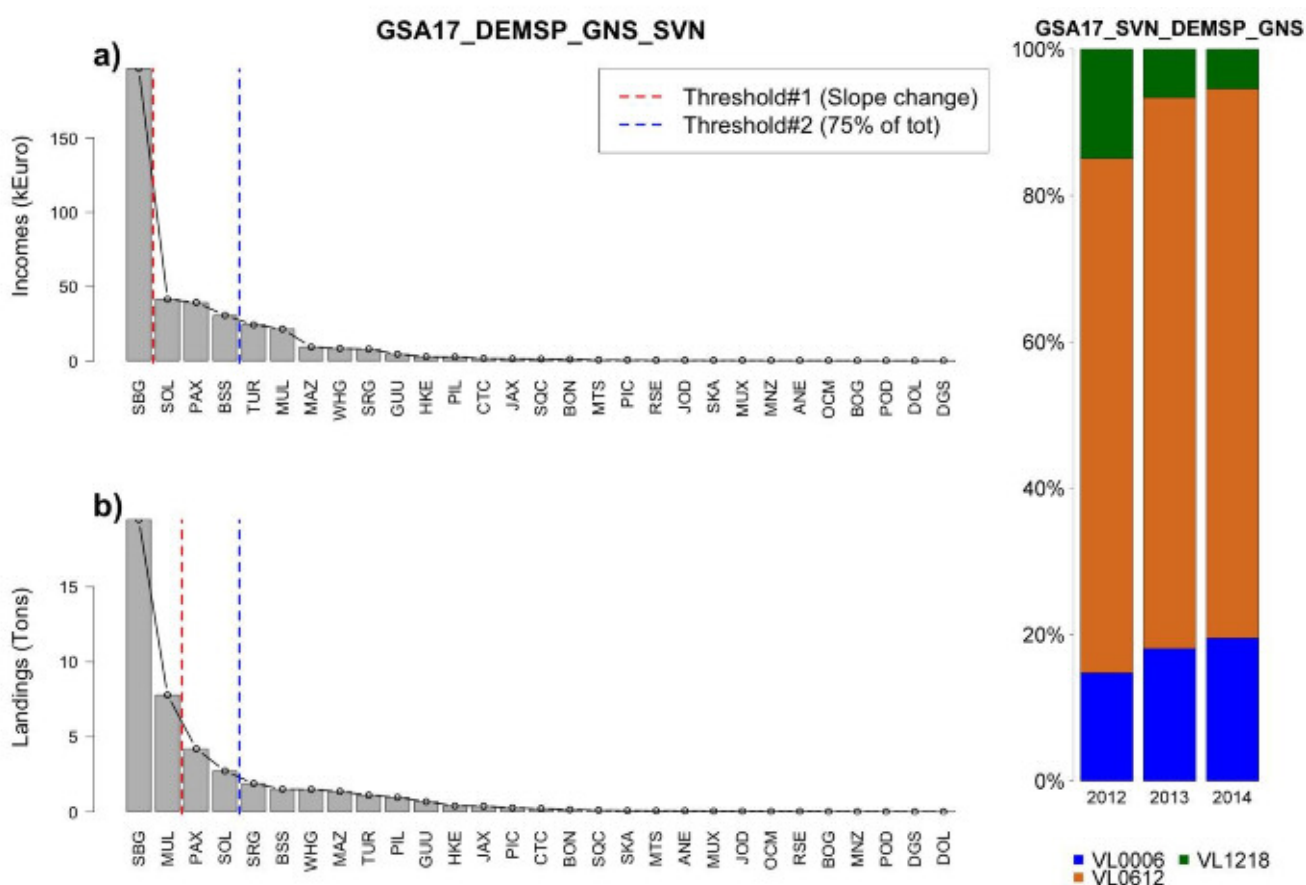 GSA17_DEMSP_GNS_SVN
a)
Threshold#1 (Slope change)
Threshold#2 (75% of tot)
Incomes (kEuro)
150
100
50
0
SBG SOL PAX BSS TUR MUL MAZ WHG SRG GUU HKE PIL CTC JAX SQC BON MTS PIC RSE JOD SKA MUX MNZ ANE OCM BOG POD DOL DGS
b)
Landings (Tons)
15
10
5
0
SBG MUL PAX SOL SRG BSS WHG MAZ TUR PIL GUU HKE JAX PIC CTC BON SQC SKA MTS ANE MUX JOD OCM RSE BOG MNZ POD DGS DOL
GSA17_SVN_DEMSP_GNS
100%
80%
60%
40%
20%
0%
2012 2013 2014
VL0006 VL1218
VL0612